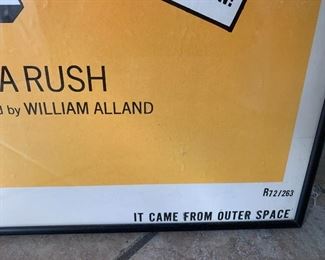 A RUSH
d by WILLIAM ALLAND
R72/263
IT CAME FROM OUTER SPACE